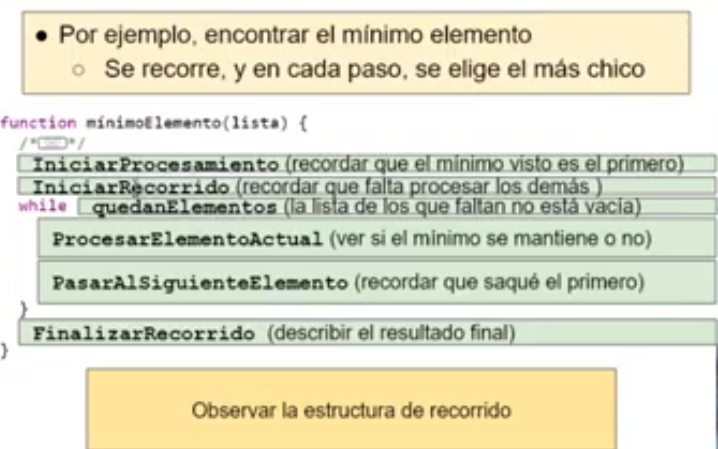 ● Por ejemplo, encontrar el mínimo elemento
○ Se recorre, y en cada paso, se elige el más chico
function mínimoElemento(lista) {
/*...*/
IniciarProcesamiento (recordar que el mínimo visto es el primero)
IniciarRecorrido (recordar que falta procesar los demás )
while quedanElementos (la lista de los que faltan no está vacía)
ProcesarElementoActual (ver si el mínimo se mantiene o no)
PasarAlSiguienteElemento (recordar que saqué el primero)
}
FinalizarRecorrido (describir el resultado final)
}
Observar la estructura de recorrido